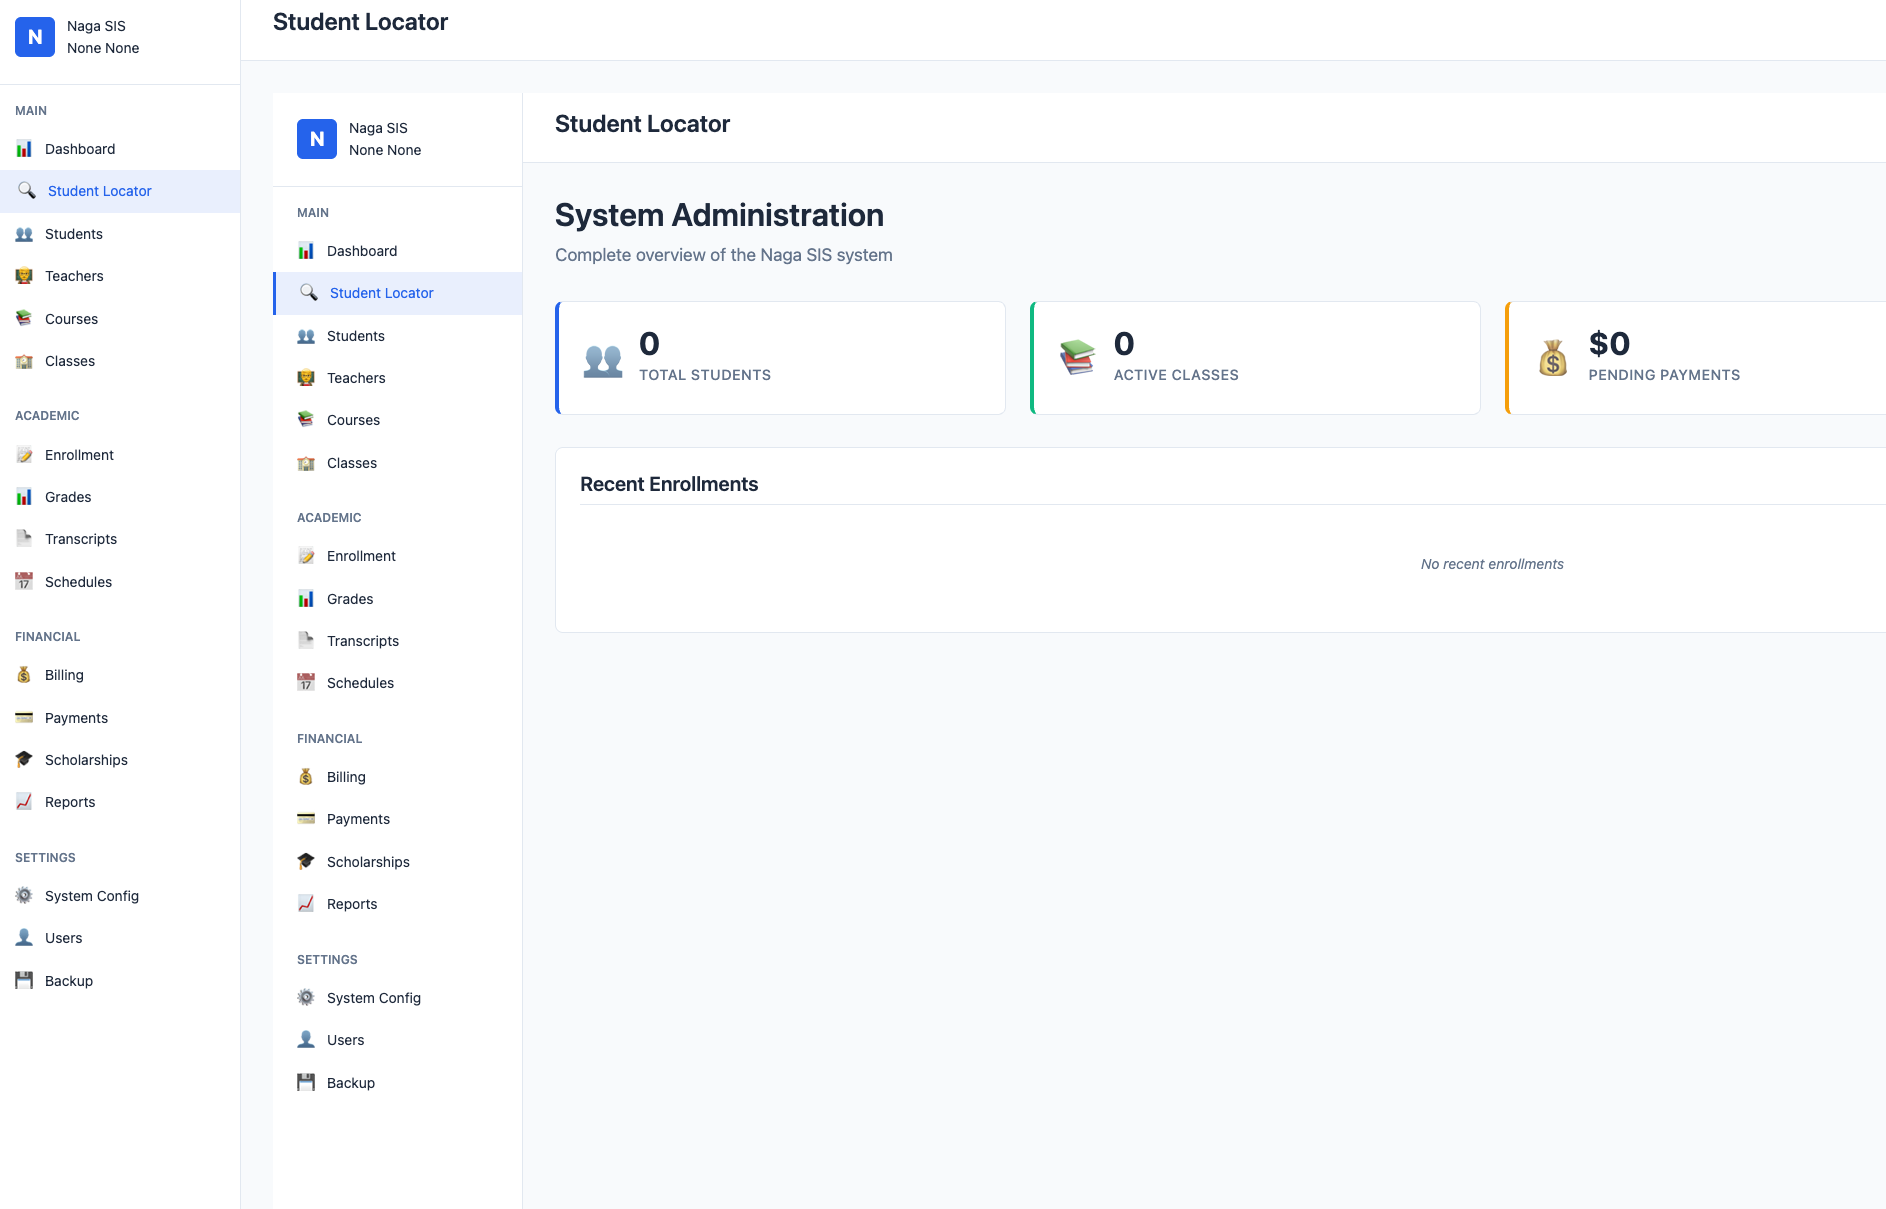 N
Naga SIS
None None
MAIN
Dashboard
Student Locator
Students
Teachers
Courses
Classes
ACADEMIC
Enrollment
Grades
Transcripts
17
Schedules
FINANCIAL
Billing
Payments
Scholarships
Reports
SETTINGS
System Config
Users
Backup
Student Locator
N
Naga SIS
None None
MAIN
Dashboard
Student Locator
Students
Teachers
Courses
Classes
ACADEMIC
Enrollment
Grades
Transcripts
17
Schedules
FINANCIAL
Billing
Payments
Scholarships
Reports
SETTINGS
System Config
Users
Backup
Student Locator
System Administration
Complete overview of the Naga SIS system
0
TOTAL STUDENTS
0
ACTIVE CLASSES
$0
PENDING PAYMENTS
Recent Enrollments
No recent enrollments